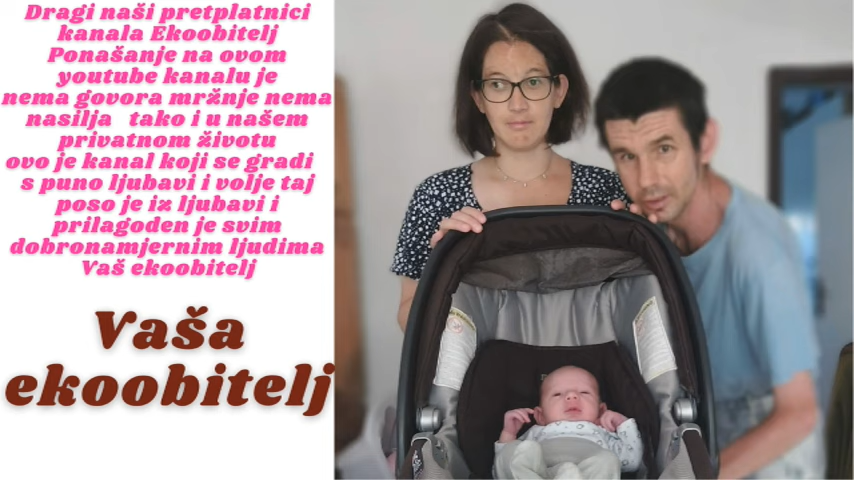 Dragi naši pretplatnici
kanala Ekoobitelj
Ponašanje na ovom
youtube kanalu je
nema govora mržnje nema
nasilja tako i u našem
privatnom životu
ovo je kanal koji se gradi
s puno ljubavi i volje taj
poso je iz ljubavi i
prilagođen je svim
dobronamjernim ljudima
Vaš ekoobitelj
Vaša
ekoobitelj